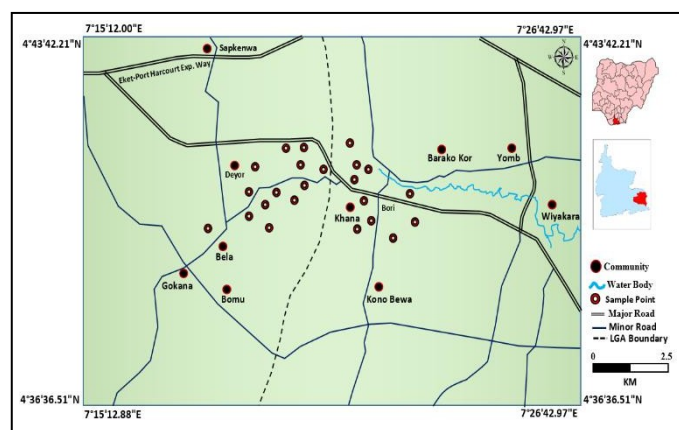 7°15'12.00"E
7°26'42.97"E
4°43'42.21"N
4°43'42.21"N
Sapkenwa
Eket-Port Harcourt Exp. Way
Barako Kor
Yomb
Deyor
Bori
Khana
Wiyakara
Bela
Gokana
Bomu
Kono Bewa
Community
Water Body
Sample Point
Major Road
Minor Road
LGA Boundary
0 2.5
KM
4°36'36.51"N
4°36'36.51"N
7°15'12.88"E
7°26'42.97"E